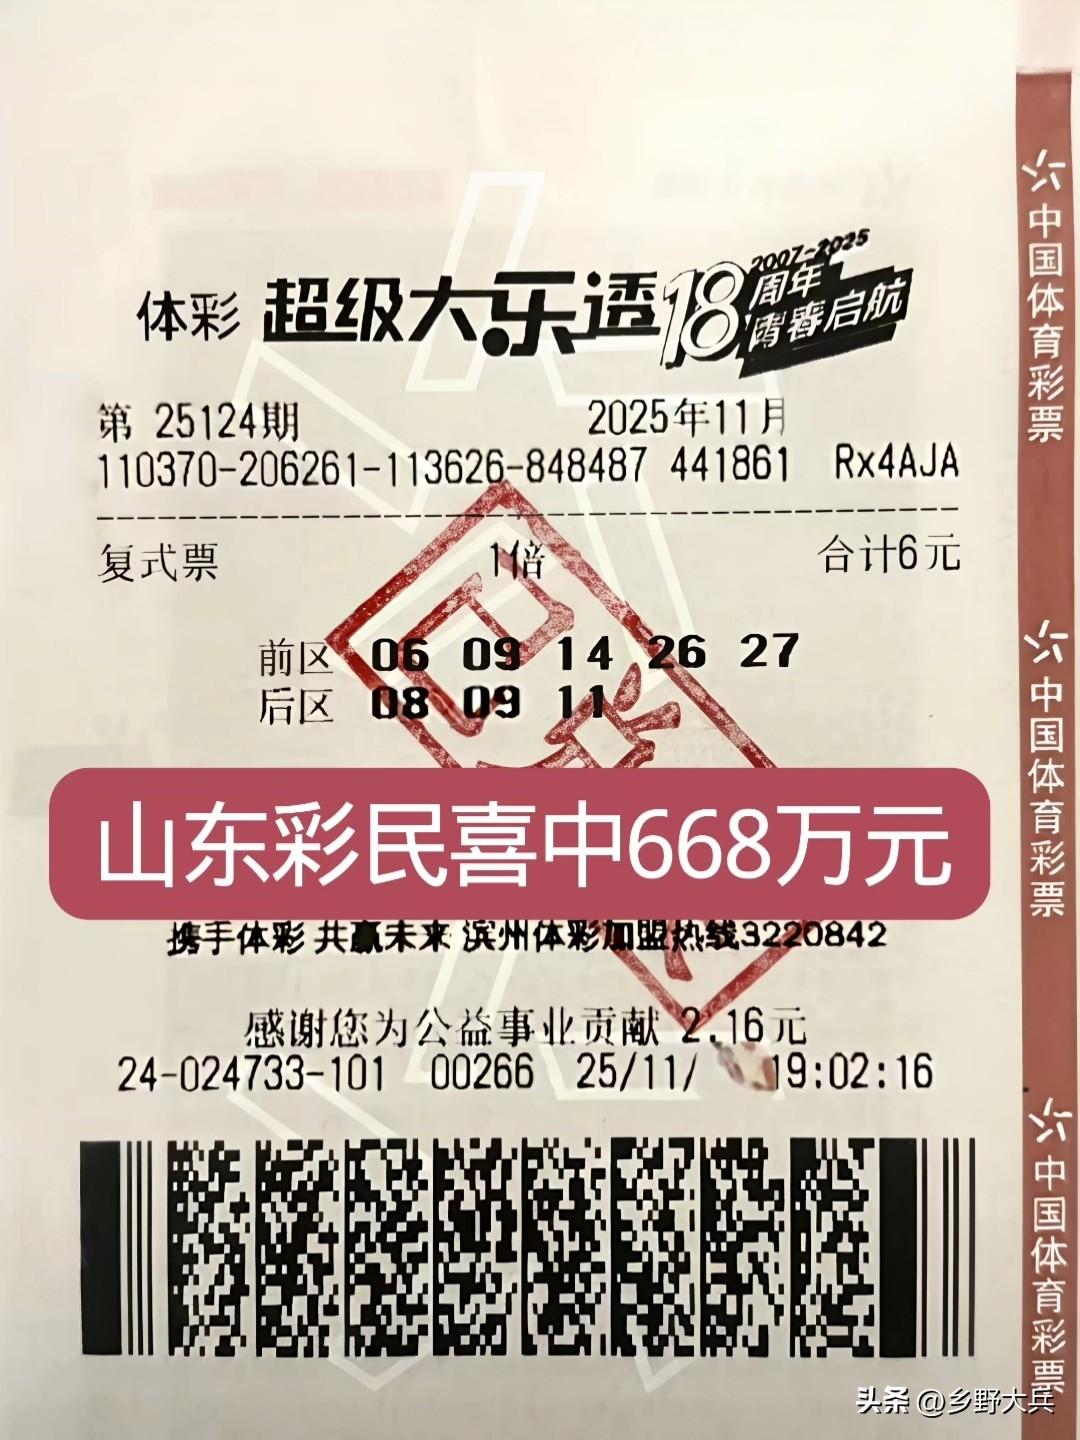 体彩 超级大乐透 18周年 2007-2025 青春启航
第 25124期 2025年11月
110370-206261-113626-848487 441861 Rx4AJA
复式票 1倍 合计6元
前区 06 09 14 26 27
后区 08 09 11
山东彩民喜中668万元
携手体彩 共赢未来 滨州体彩加盟热线3220842
感谢您为公益事业贡献 2.16元
24-024733-101 00266 25/11/ 19:02:16
中国体育彩票
中国体育彩票
中国体育彩票
头条 @乡野大兵